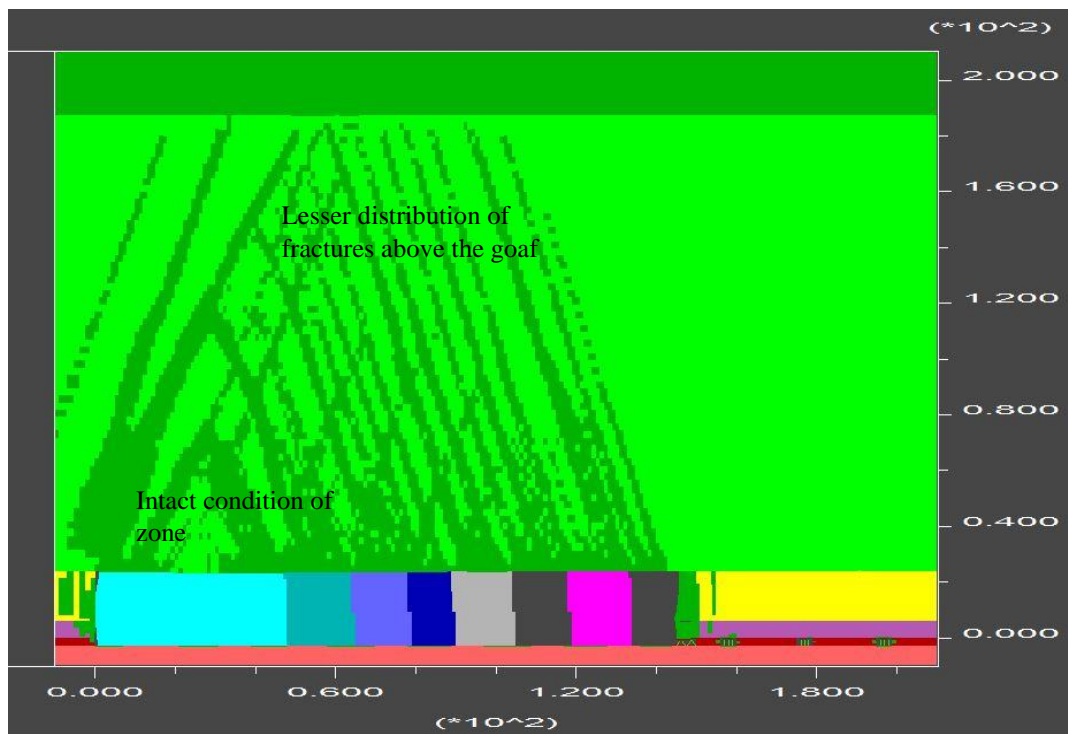 (*10^2)
2.000
1.600
Lesser distribution of
fractures above the goaf
1.200
0.800
Intact condition of
zone
0.400
0.000
0.000 0.600 1.200 1.800
(*10^2)